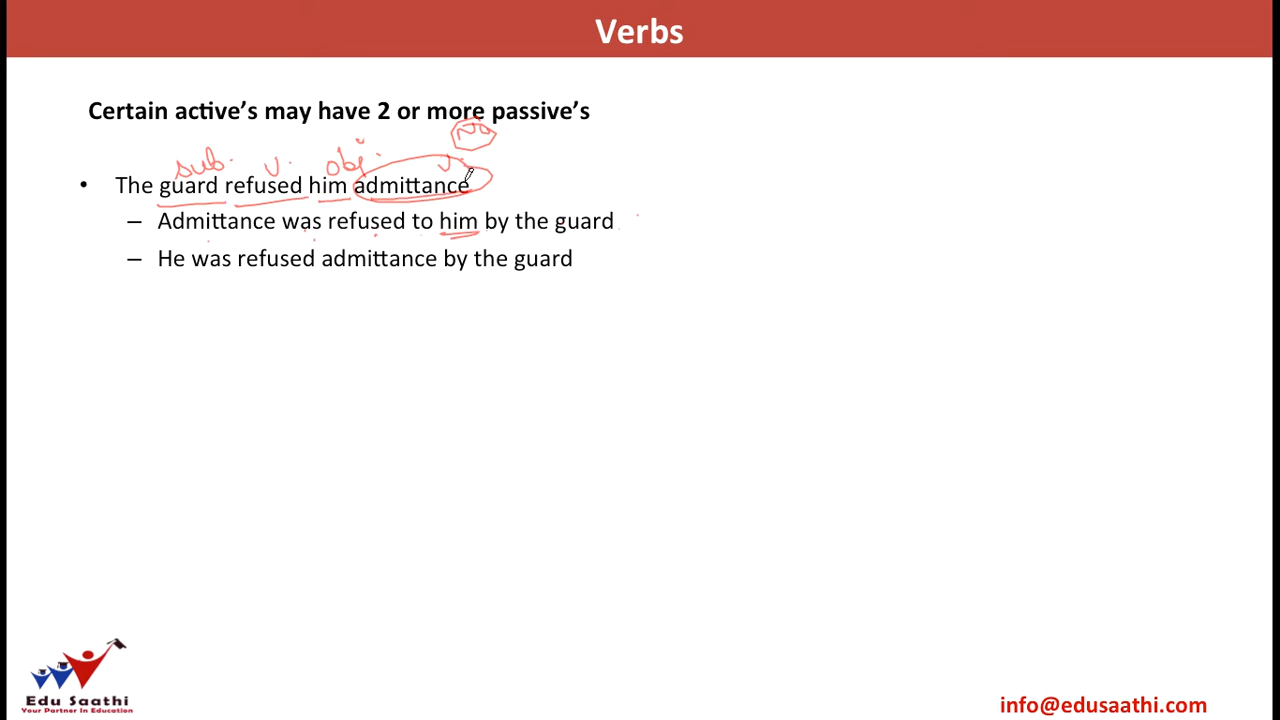 Verbs
Certain active's may have 2 or more passive's
No
sub. v. obj. v.
• The guard refused him admittance
– Admittance was refused to him by the guard
– He was refused admittance by the guard
Edu Saathi
Your Partner In Education
info@edusaathi.com